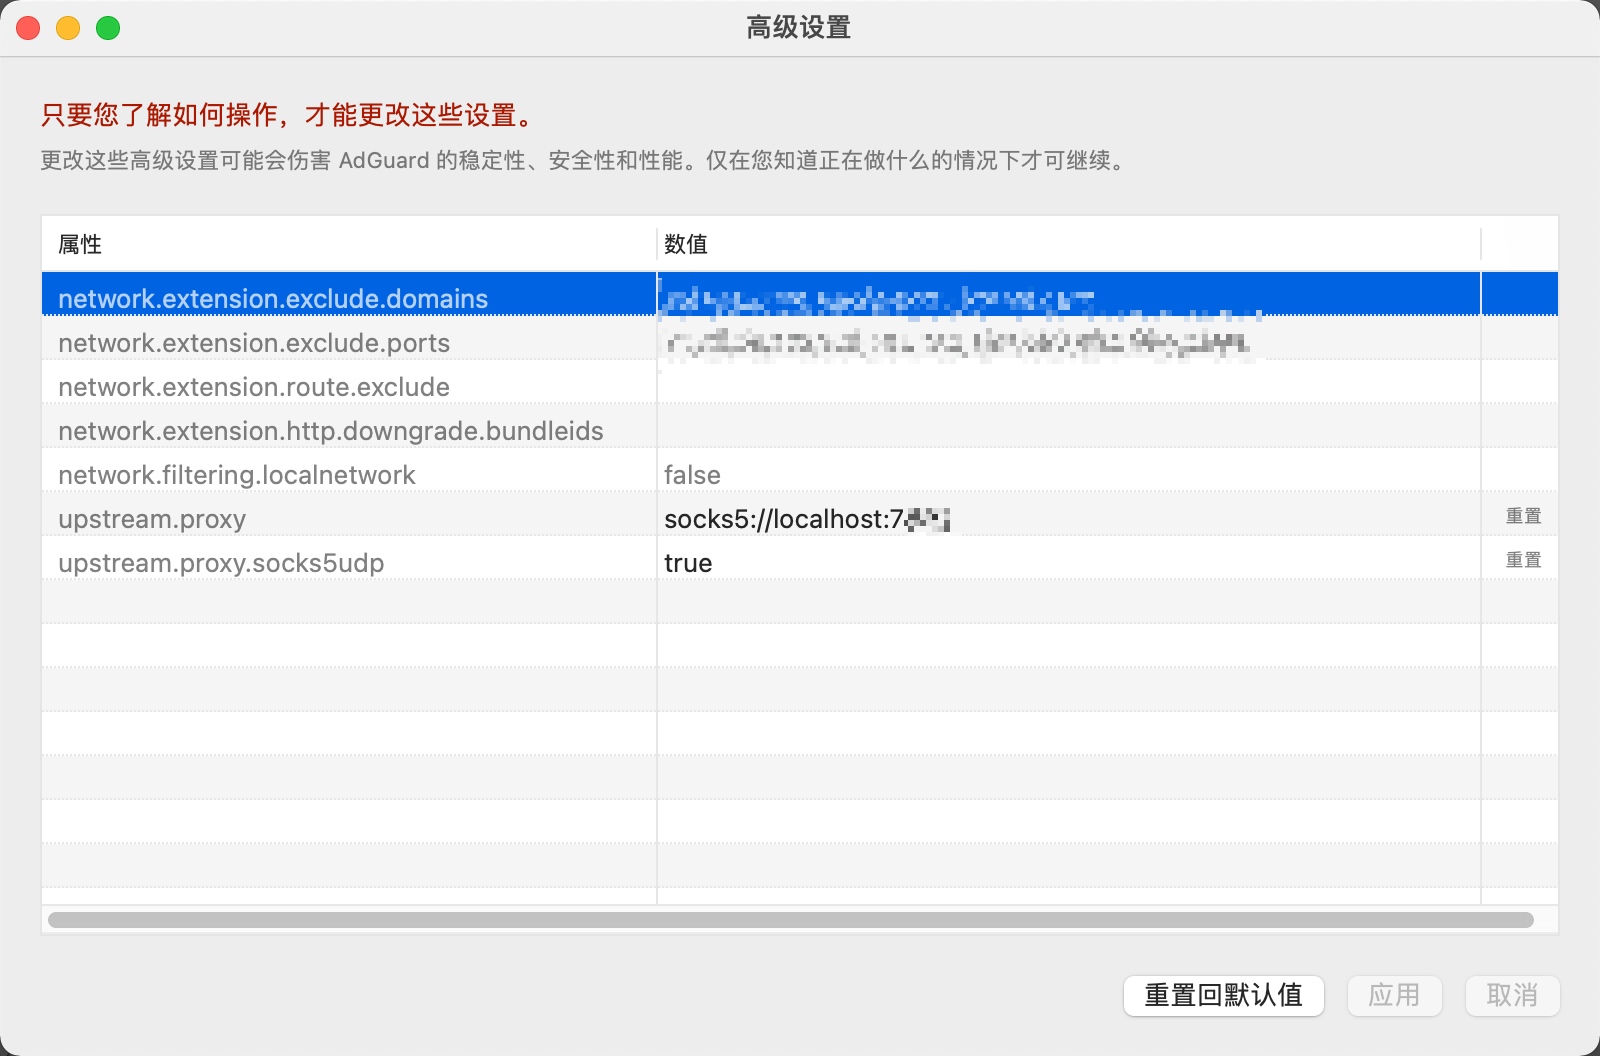 高级设置
只要您了解如何操作，才能更改这些设置。
更改这些高级设置可能会伤害 AdGuard 的稳定性、安全性和性能。仅在您知道正在做什么的情况下才可继续。
属性 数值
network.extension.exclude.domains
network.extension.exclude.ports
network.extension.route.exclude
network.extension.http.downgrade.bundleids
network.filtering.localnetwork false
upstream.proxy socks5://localhost:7 重置
upstream.proxy.socks5udp true 重置
重置回默认值 应用 取消